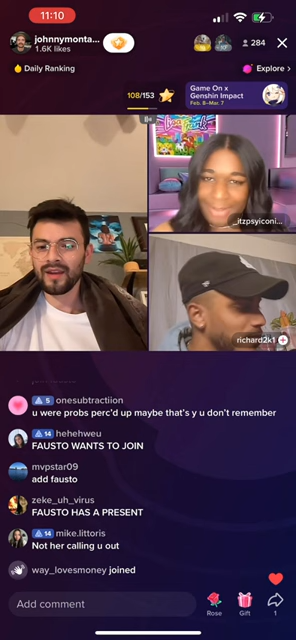 11:10
johnnymonta...
1.6K likes
284
Daily Ranking
Explore >
108/153
Game On x
Genshin Impact
Feb. 8–Mar. 7
_itzpsyiconi...
richard2k1
5 onesubtractiion
u were probs perc'd up maybe that's y u don't remember
14 hehehweu
FAUSTO WANTS TO JOIN
mvpstar09
add fausto
zeke_uh_virus
FAUSTO HAS A PRESENT
14 mike.littoris
Not her calling u out
way_lovesmoney joined
Add comment
Rose
Gift
1